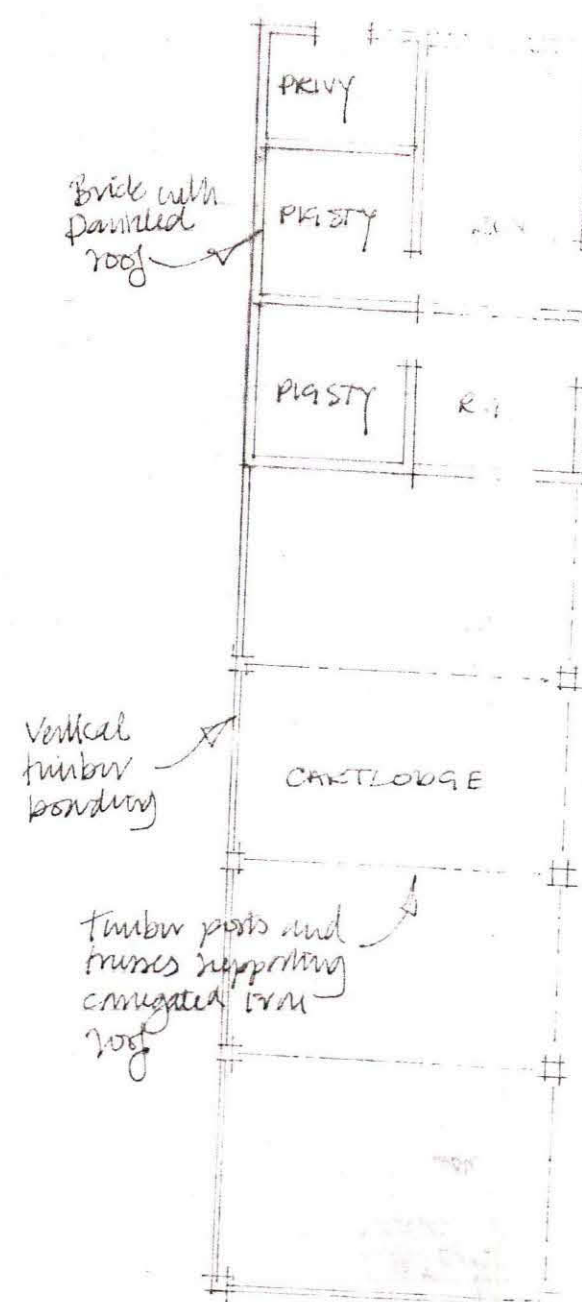 PRIVY
Brick with
Pantiled
roof
PIGSTY
PIGSTY
Vertical
timber
boarding
CARTLODGE
Timber posts and
trusses supporting
corrugated iron
roof